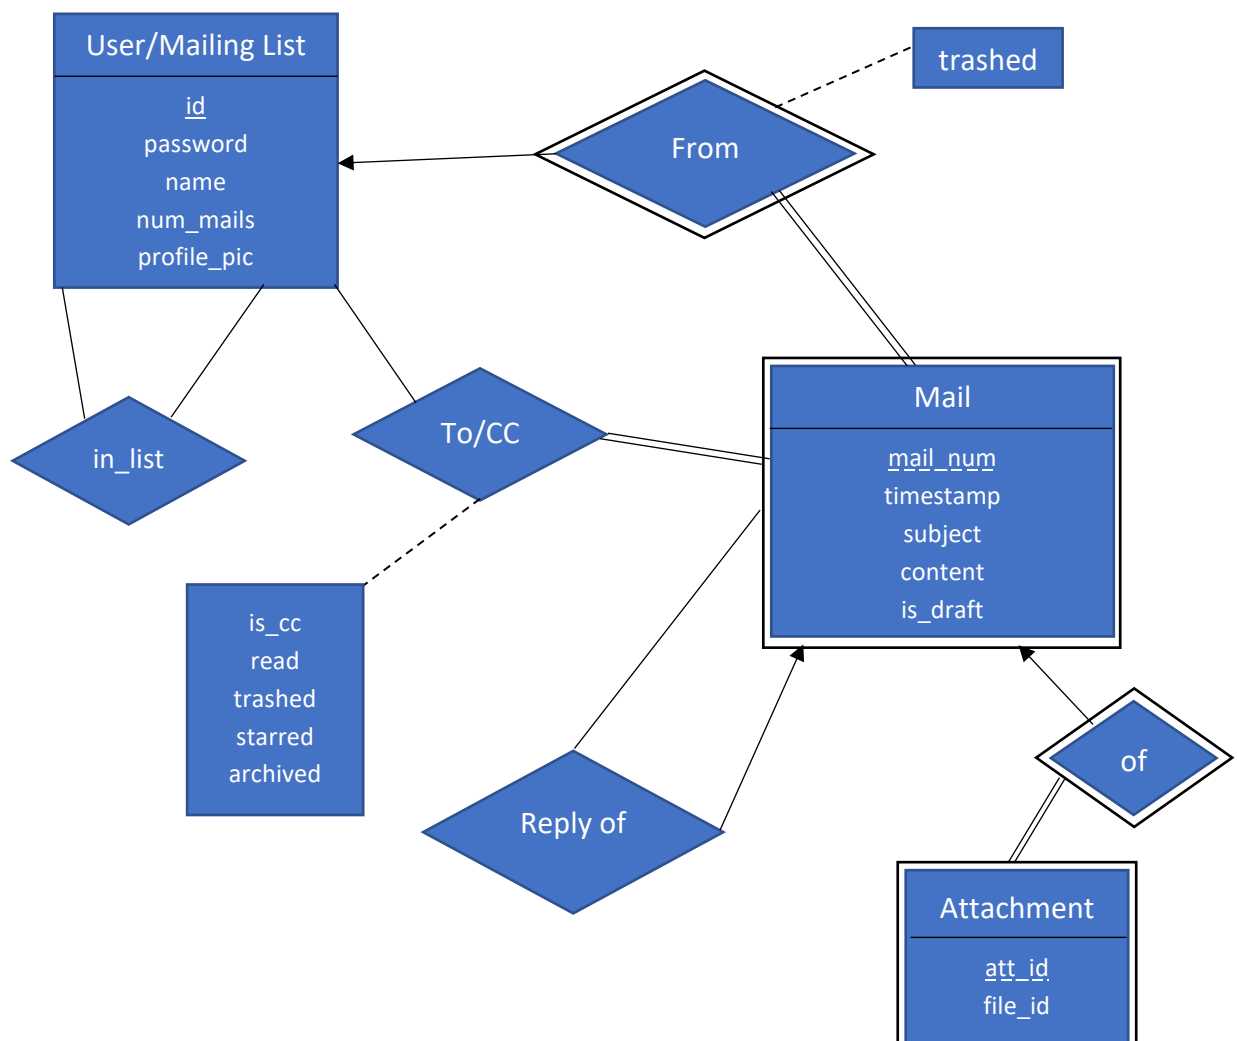 User/Mailing List
id
password
name
num_mails
profile_pic
trashed
From
in_list
To/CC
Mail
mail_num
timestamp
subject
content
is_draft
is_cc
read
trashed
starred
archived
Reply of
of
Attachment
att_id
file_id